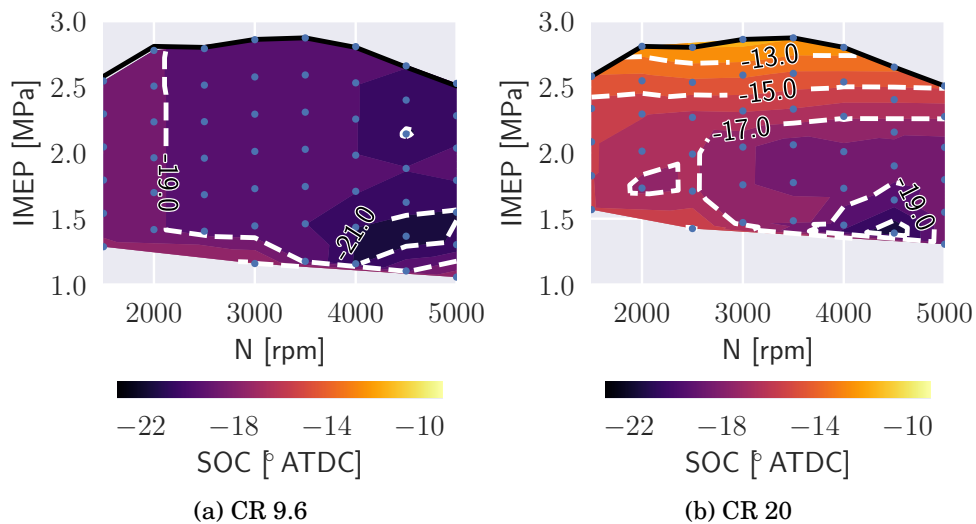 3.0
2.5
2.0
1.5
1.0
IMEP [MPa]
-19.0
-21.0
2000 3000 4000 5000
N [rpm]
−22 −18 −14 −10
SOC [° ATDC]
(a) CR 9.6
3.0
2.5
2.0
1.5
1.0
IMEP [MPa]
-13.0
-15.0
-17.0
-19.0
2000 3000 4000 5000
N [rpm]
−22 −18 −14 −10
SOC [° ATDC]
(b) CR 20